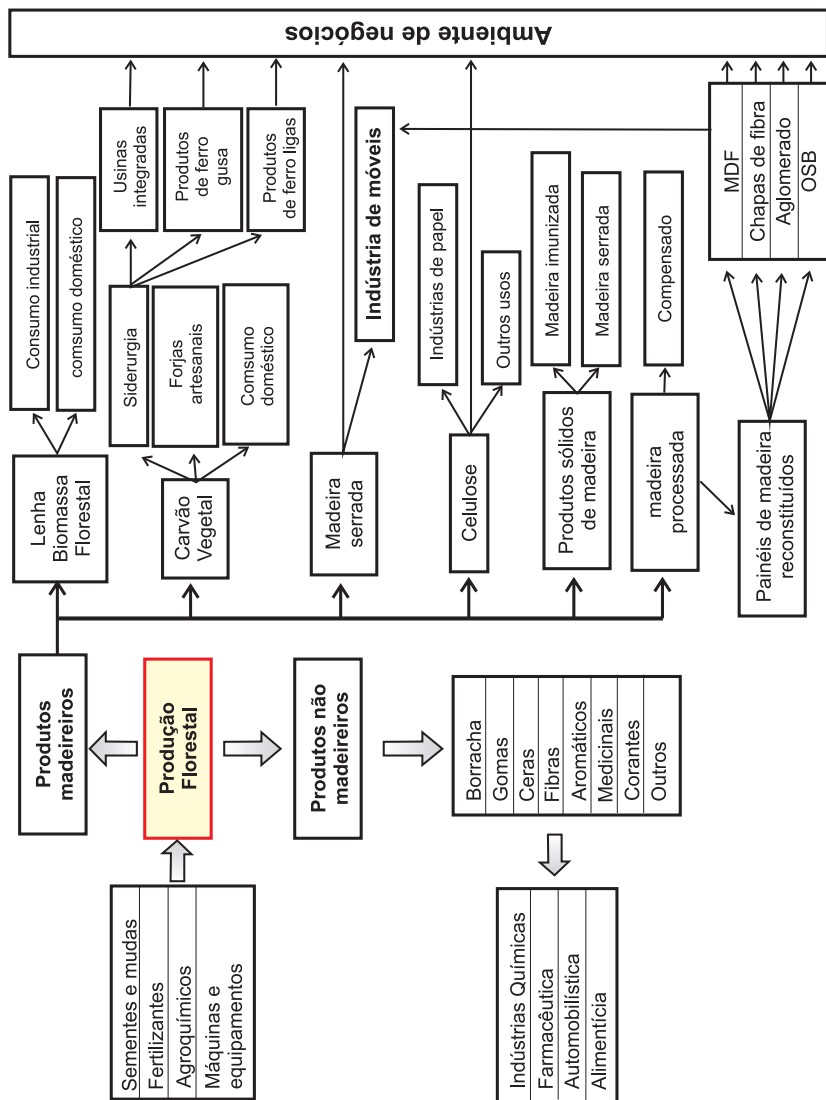 Sementes e mudas
Fertilizantes
Agroquímicos
Máquinas e
equipamentos
Produção
Florestal
Produtos
madeireiros
Produtos não
madeireiros
Borracha
Gomas
Ceras
Fibras
Aromáticos
Medicinais
Corantes
Outros
Indústrias Químicas
Farmacêutica
Automobilística
Alimentícia
Lenha
Biomassa
Florestal
Consumo industrial
comsumo doméstico
Carvão
Vegetal
Siderurgia
Forjas
artesanais
Comsumo
doméstico
Usinas
integradas
Produtos
de ferro
gusa
Produtos
de ferro ligas
Madeira
serrada
Indústria de móveis
Celulose
Indústrias de papel
Outros usos
Produtos sólidos
de madeira
Madeira imunizada
Madeira serrada
madeira
processada
Compensado
Painéis de madeira
reconstituídos
MDF
Chapas de fibra
Aglomerado
OSB
Ambiente de negócios